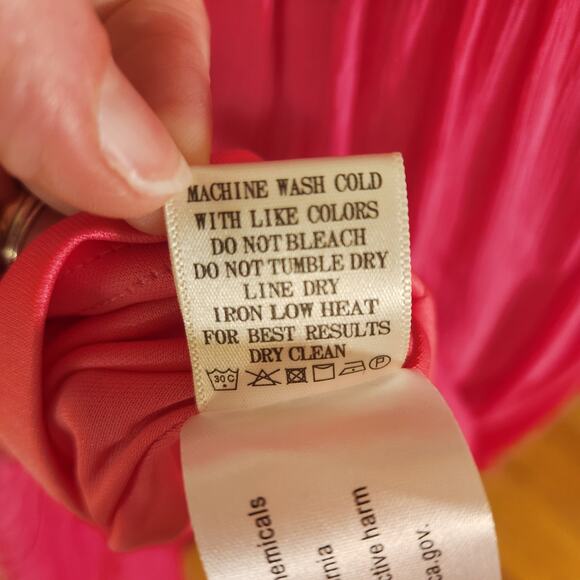 MACHINE WASH COLD
WITH LIKE COLORS
DO NOT BLEACH
DO NOT TUMBLE DRY
LINE DRY
IRON LOW HEAT
FOR BEST RESULTS
DRY CLEAN
30 C P
emicals
rnia
ctive harm
ca.gov.